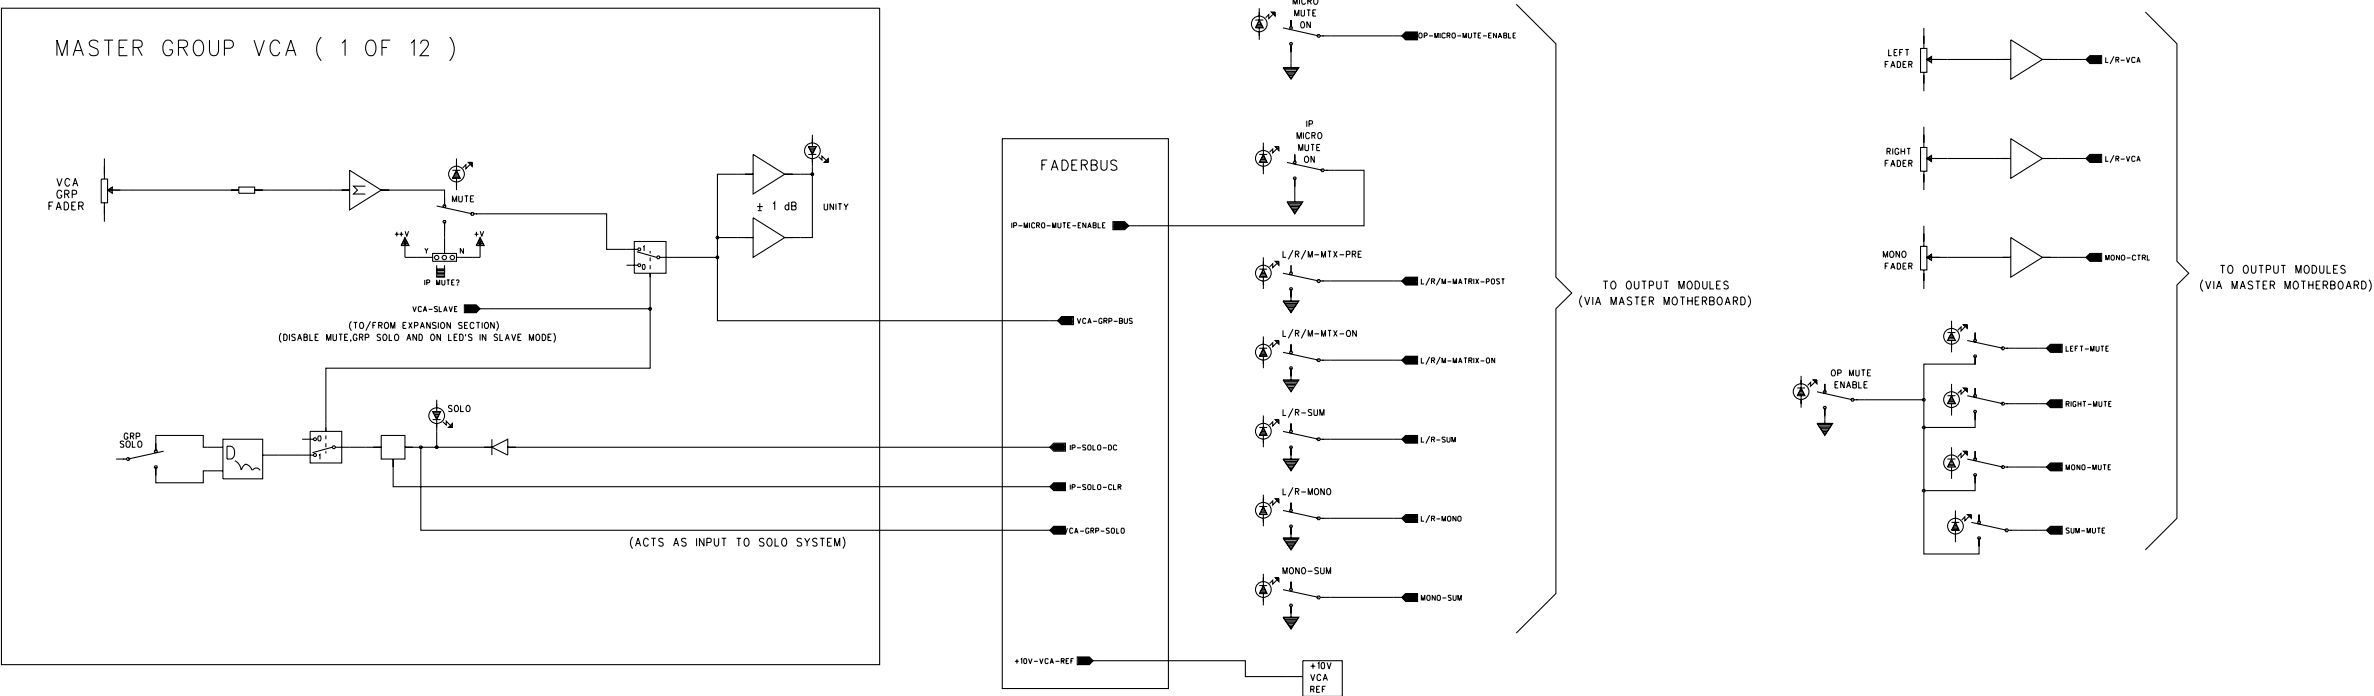 MASTER GROUP VCA ( 1 OF 12 )
VCA
GRP
FADER
Σ
MUTE
++V
+V
Y
N
IP MUTE?
1
0
± 1 dB
UNITY
VCA-SLAVE
(TO/FROM EXPANSION SECTION)
(DISABLE MUTE,GRP SOLO AND ON LED'S IN SLAVE MODE)
GRP
SOLO
D
0
1
SOLO
(ACTS AS INPUT TO SOLO SYSTEM)
FADERBUS
IP-MICRO-MUTE-ENABLE
VCA-GRP-BUS
IP-SOLO-DC
IP-SOLO-CLR
VCA-GRP-SOLO
+10V-VCA-REF
+10V
VCA
REF
MICRO
MUTE
ON
OP-MICRO-MUTE-ENABLE
IP
MICRO
MUTE
ON
L/R/M-MTX-PRE
L/R/M-MATRIX-POST
L/R/M-MTX-ON
L/R/M-MATRIX-ON
L/R-SUM
L/R-SUM
L/R-MONO
L/R-MONO
MONO-SUM
MONO-SUM
TO OUTPUT MODULES
(VIA MASTER MOTHERBOARD)
LEFT
FADER
L/R-VCA
RIGHT
FADER
L/R-VCA
MONO
FADER
MONO-CTRL
OP MUTE
ENABLE
LEFT-MUTE
RIGHT-MUTE
MONO-MUTE
SUM-MUTE
TO OUTPUT MODULES
(VIA MASTER MOTHERBOARD)